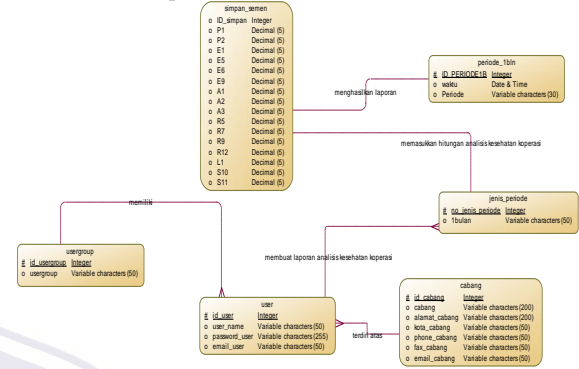 simpan_semen
o ID_simpan Integer
o P1 Decimal (5)
o P2 Decimal (5)
o E1 Decimal (5)
o E5 Decimal (5)
o E6 Decimal (5)
o E9 Decimal (5)
o A1 Decimal (5)
o A2 Decimal (5)
o A3 Decimal (5)
o R5 Decimal (5)
o R7 Decimal (5)
o R9 Decimal (5)
o R12 Decimal (5)
o L1 Decimal (5)
o S10 Decimal (5)
o S11 Decimal (5)
periode_1bln
# ID_PERIODE1B Integer
o waktu Date & Time
o Periode Variable characters (30)
menghasilkan laporan
memasukkan hitungan analisis kesehatan koperasi
jenis_periode
# no_jenis_periode Integer
o 1bulan Variable characters (50)
memiliki
usergroup
# id_usergroup Integer
o usergroup Variable characters (50)
membuat laporan analisis kesehatan koperasi
user
# id_user Integer
o user_name Variable characters (50)
o password_user Variable characters (255)
o email_user Variable characters (50)
terdiri atas
cabang
# id_cabang Integer
o cabang Variable characters (200)
o alamat_cabang Variable characters (200)
o kota_cabang Variable characters (50)
o phone_cabang Variable characters (50)
o fax_cabang Variable characters (50)
o email_cabang Variable characters (50)